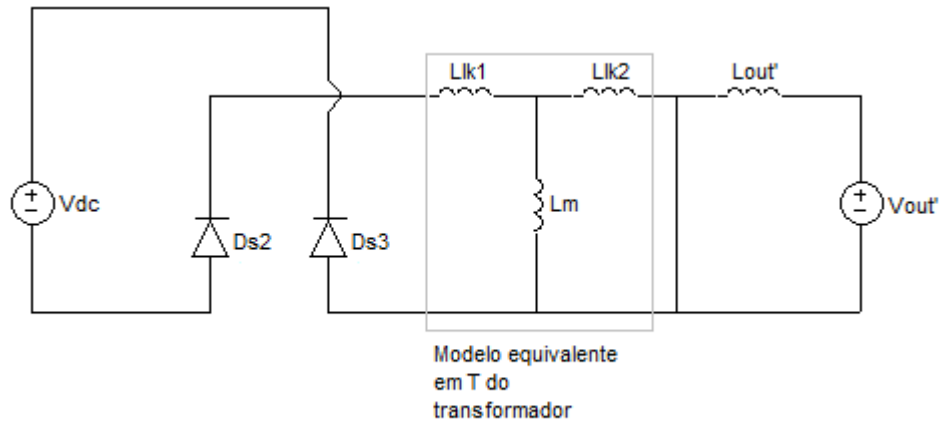 Llk1
Llk2
Lout'
Vdc
Ds2
Ds3
Lm
Vout'
Modelo equivalente
em T do
transformador